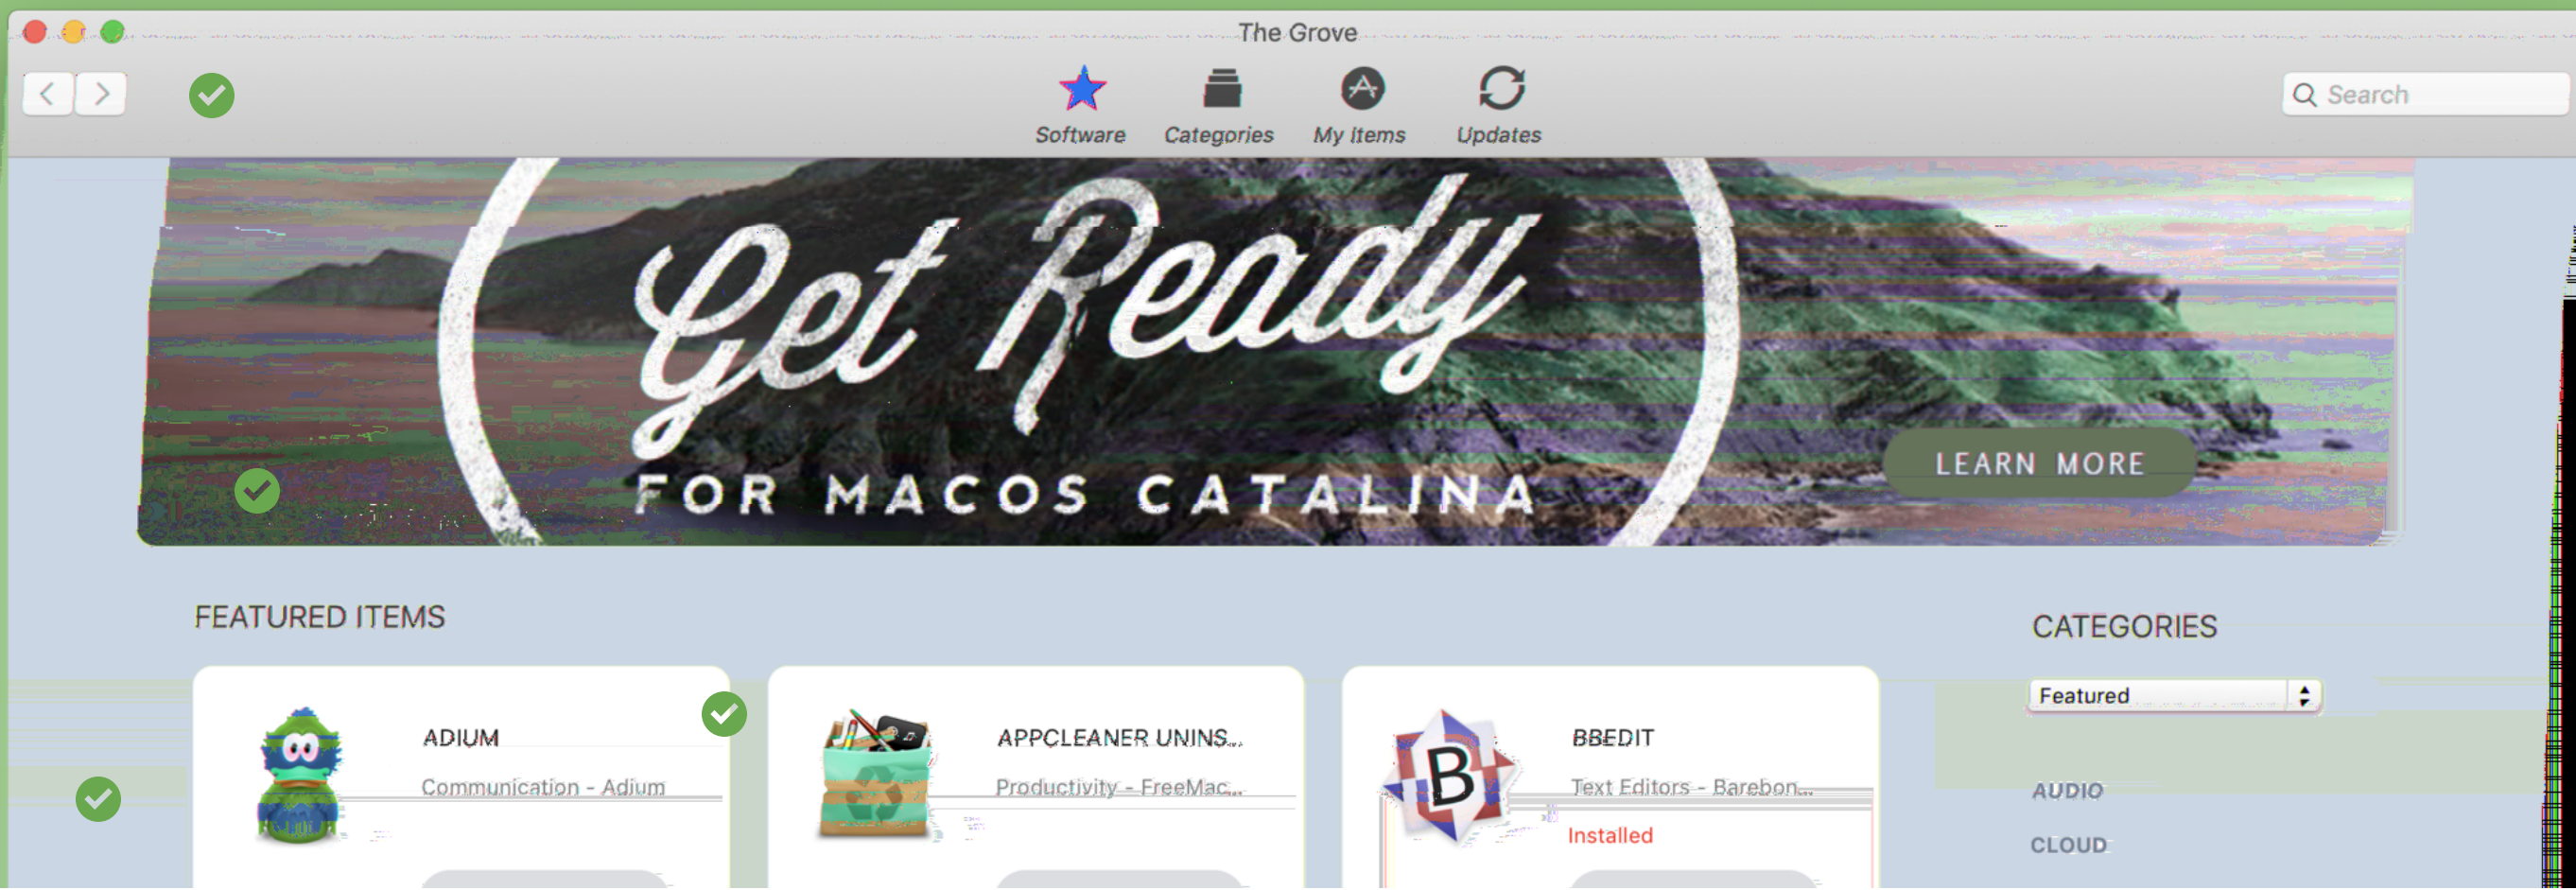 The Grove
Software Categories My Items Updates
Search
Get Ready
FOR MACOS CATALINA
LEARN MORE
FEATURED ITEMS
CATEGORIES
Featured
ADIUM
Communication - Adium
APPCLEANER UNINS...
Productivity - FreeMac...
BBEDIT
Text Editors - Barebon...
Installed
AUDIO
CLOUD